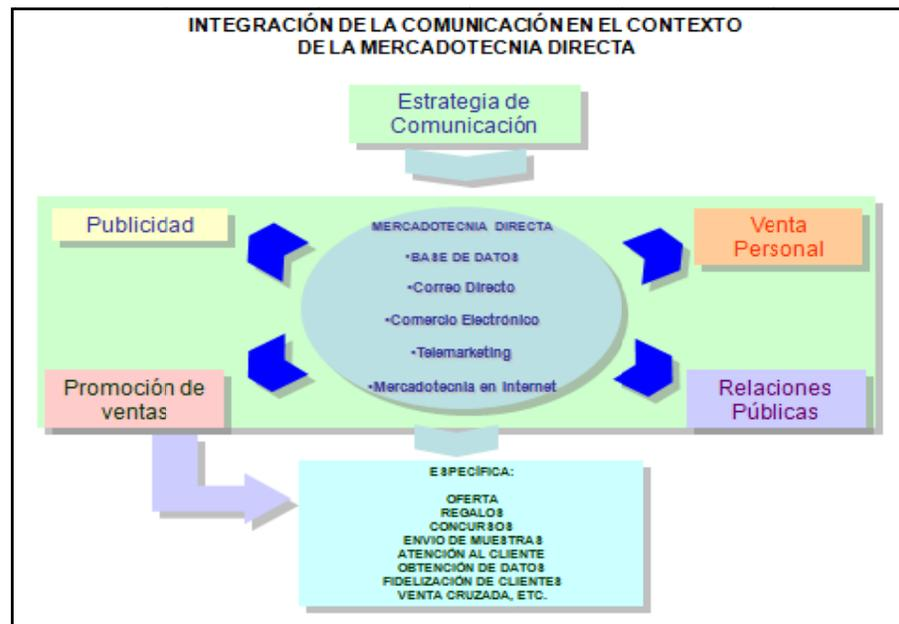 INTEGRACIÓN DE LA COMUNICACIÓN EN EL CONTEXTO
DE LA MERCADOTECNIA DIRECTA
Estrategia de
Comunicación
Publicidad
MERCADOTECNIA DIRECTA
•BASE DE DATOS
•Correo Directo
•Comercio Electrónico
•Telemarketing
•Mercadotecnia en Internet
Venta
Personal
Promoción de
ventas
Relaciones
Públicas
ESPECÍFICA:
OFERTA
REGALOS
CONCURSOS
ENVIO DE MUESTRAS
ATENCIÓN AL CLIENTE
OBTENCIÓN DE DATOS
FIDELIZACIÓN DE CLIENTES
VENTA CRUZADA, ETC.